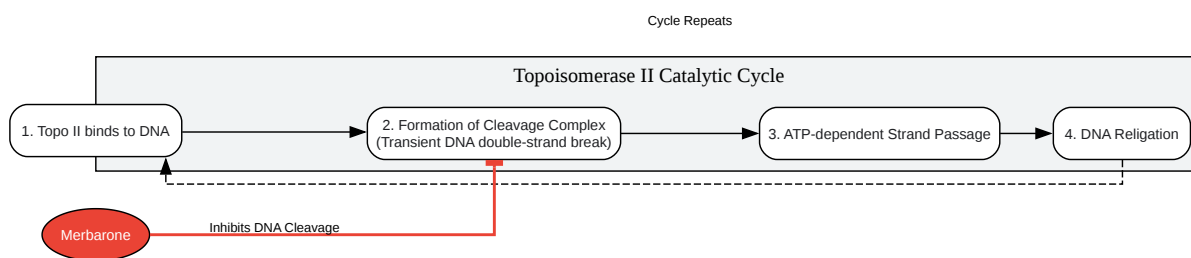 Cycle Repeats
Topoisomerase II Catalytic Cycle
1. Topo II binds to DNA
2. Formation of Cleavage Complex
(Transient DNA double-strand break)
3. ATP-dependent Strand Passage
4. DNA Religation
Merbarone
Inhibits DNA Cleavage